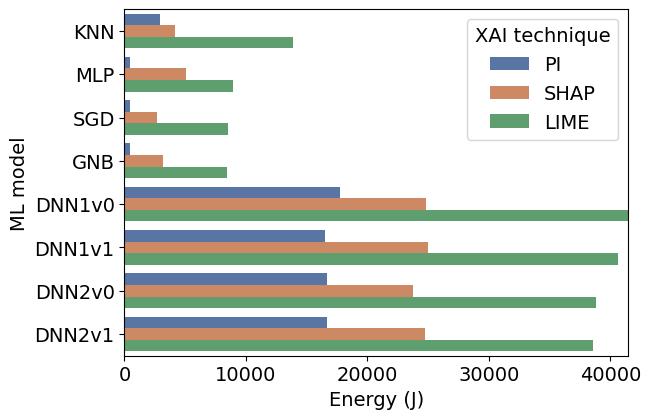 XAI technique
PI
SHAP
LIME
ML model
KNN
MLP
SGD
GNB
DNN1v0
DNN1v1
DNN2v0
DNN2v1
0 10000 20000 30000 40000
Energy (J)